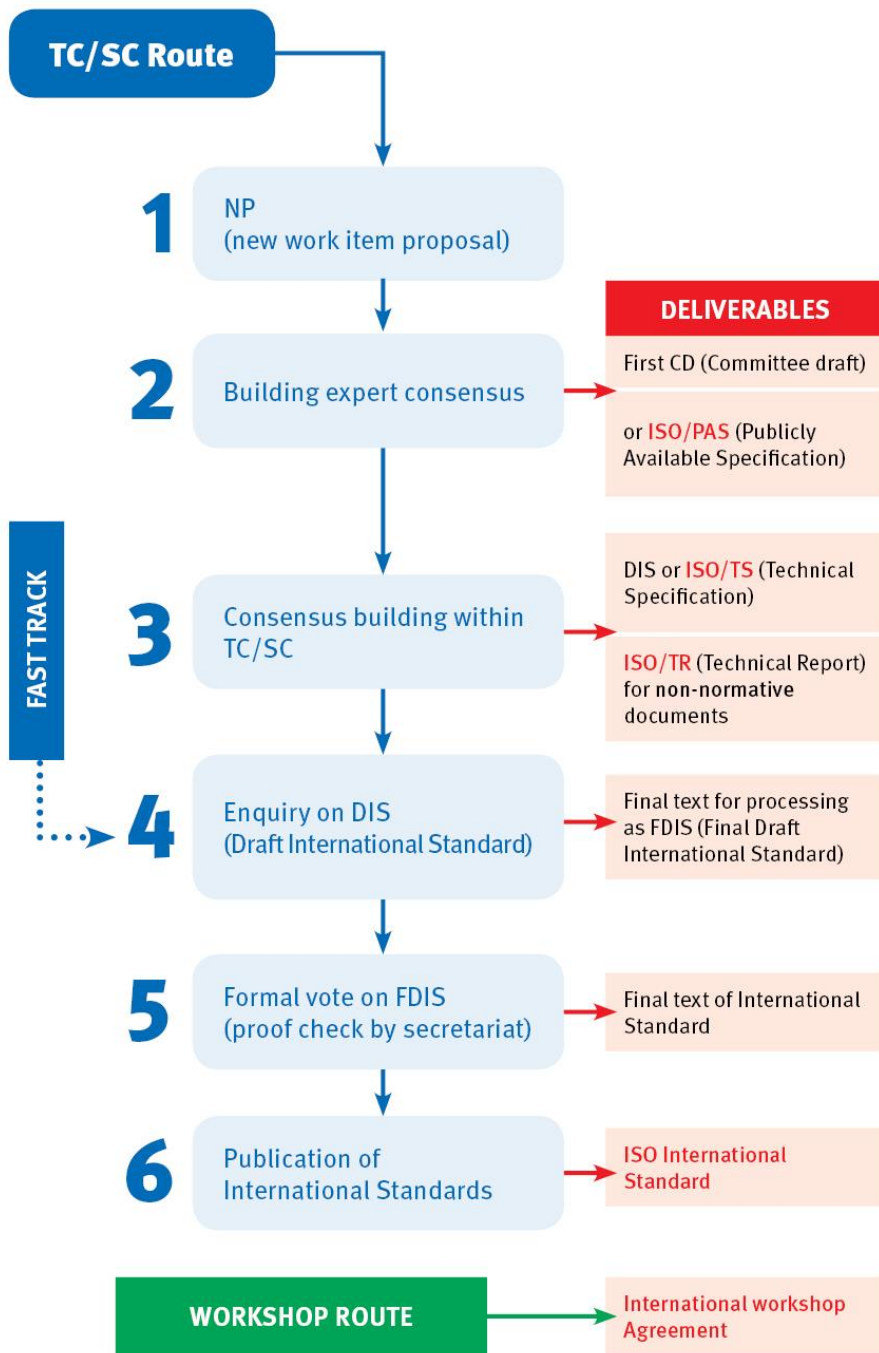 TC/SC Route
1
NP
(new work item proposal)
DELIVERABLES
2
Building expert consensus
First CD (Committee draft)
or ISO/PAS (Publicly
Available Specification)
FAST TRACK
3
Consensus building within
TC/SC
DIS or ISO/TS (Technical
Specification)
ISO/TR (Technical Report)
for non-normative
documents
4
Enquiry on DIS
(Draft International Standard)
Final text for processing
as FDIS (Final Draft
International Standard)
5
Formal vote on FDIS
(proof check by secretariat)
Final text of International
Standard
6
Publication of
International Standards
ISO International
Standard
WORKSHOP ROUTE
International workshop
Agreement